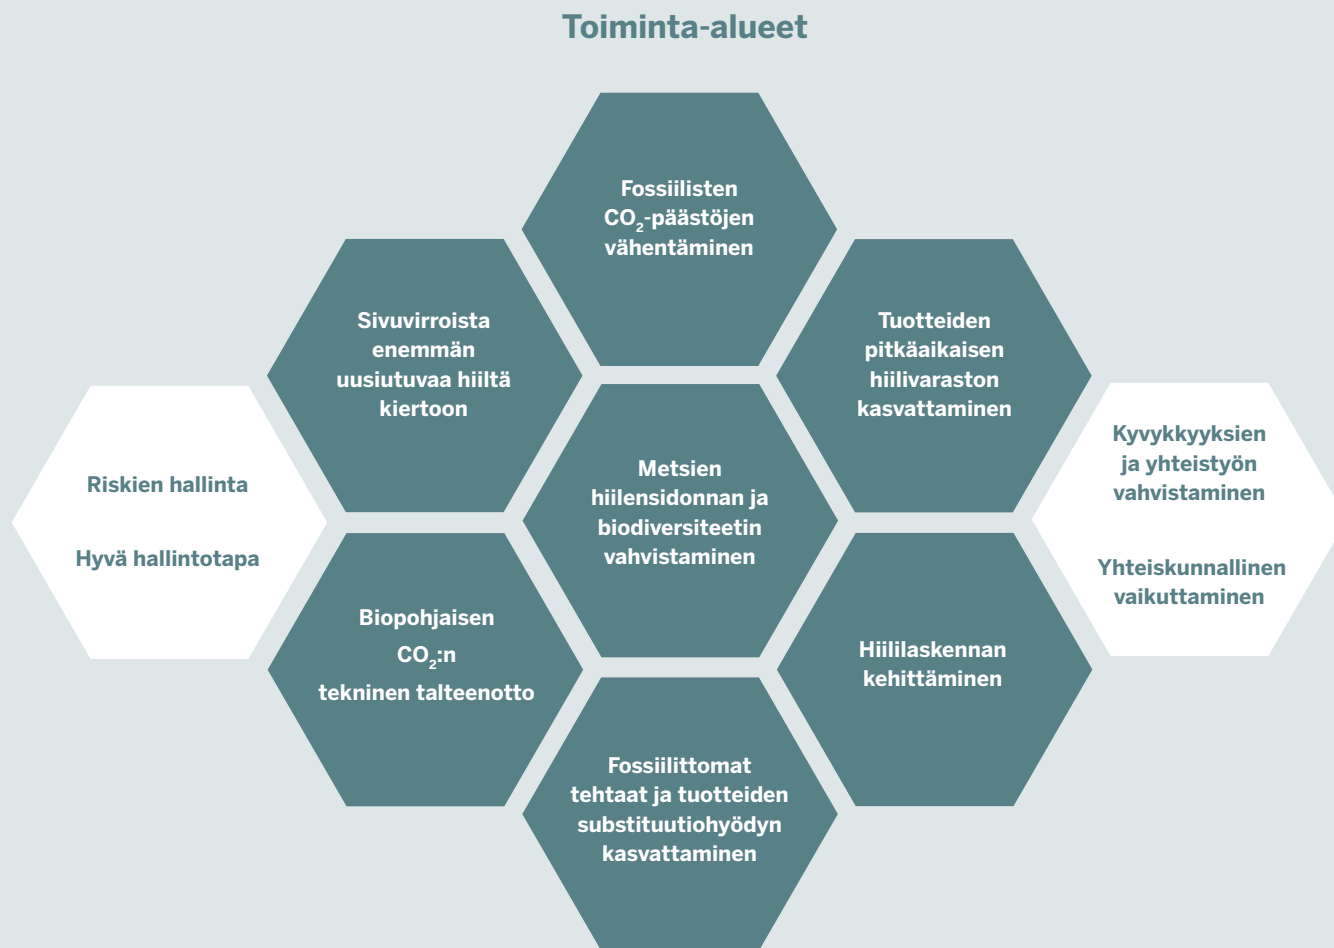 Toiminta-alueet
Fossiilisten
CO₂-päästöjen
vähentäminen
Sivuvirroista
enemmän
uusiutuvaa hiiltä
kiertoon
Tuotteiden
pitkäaikaisen
hiilivaraston
kasvattaminen
Riskien hallinta
Hyvä hallintotapa
Metsien
hiilensidonnan ja
biodiversiteetin
vahvistaminen
Kyvykkyyksien
ja yhteistyön
vahvistaminen
Yhteiskunnallinen
vaikuttaminen
Biopohjaisen
CO₂:n
tekninen talteenotto
Hiililaskennan
kehittäminen
Fossiilittomat
tehtaat ja tuotteiden
substituutiohyödyn
kasvattaminen